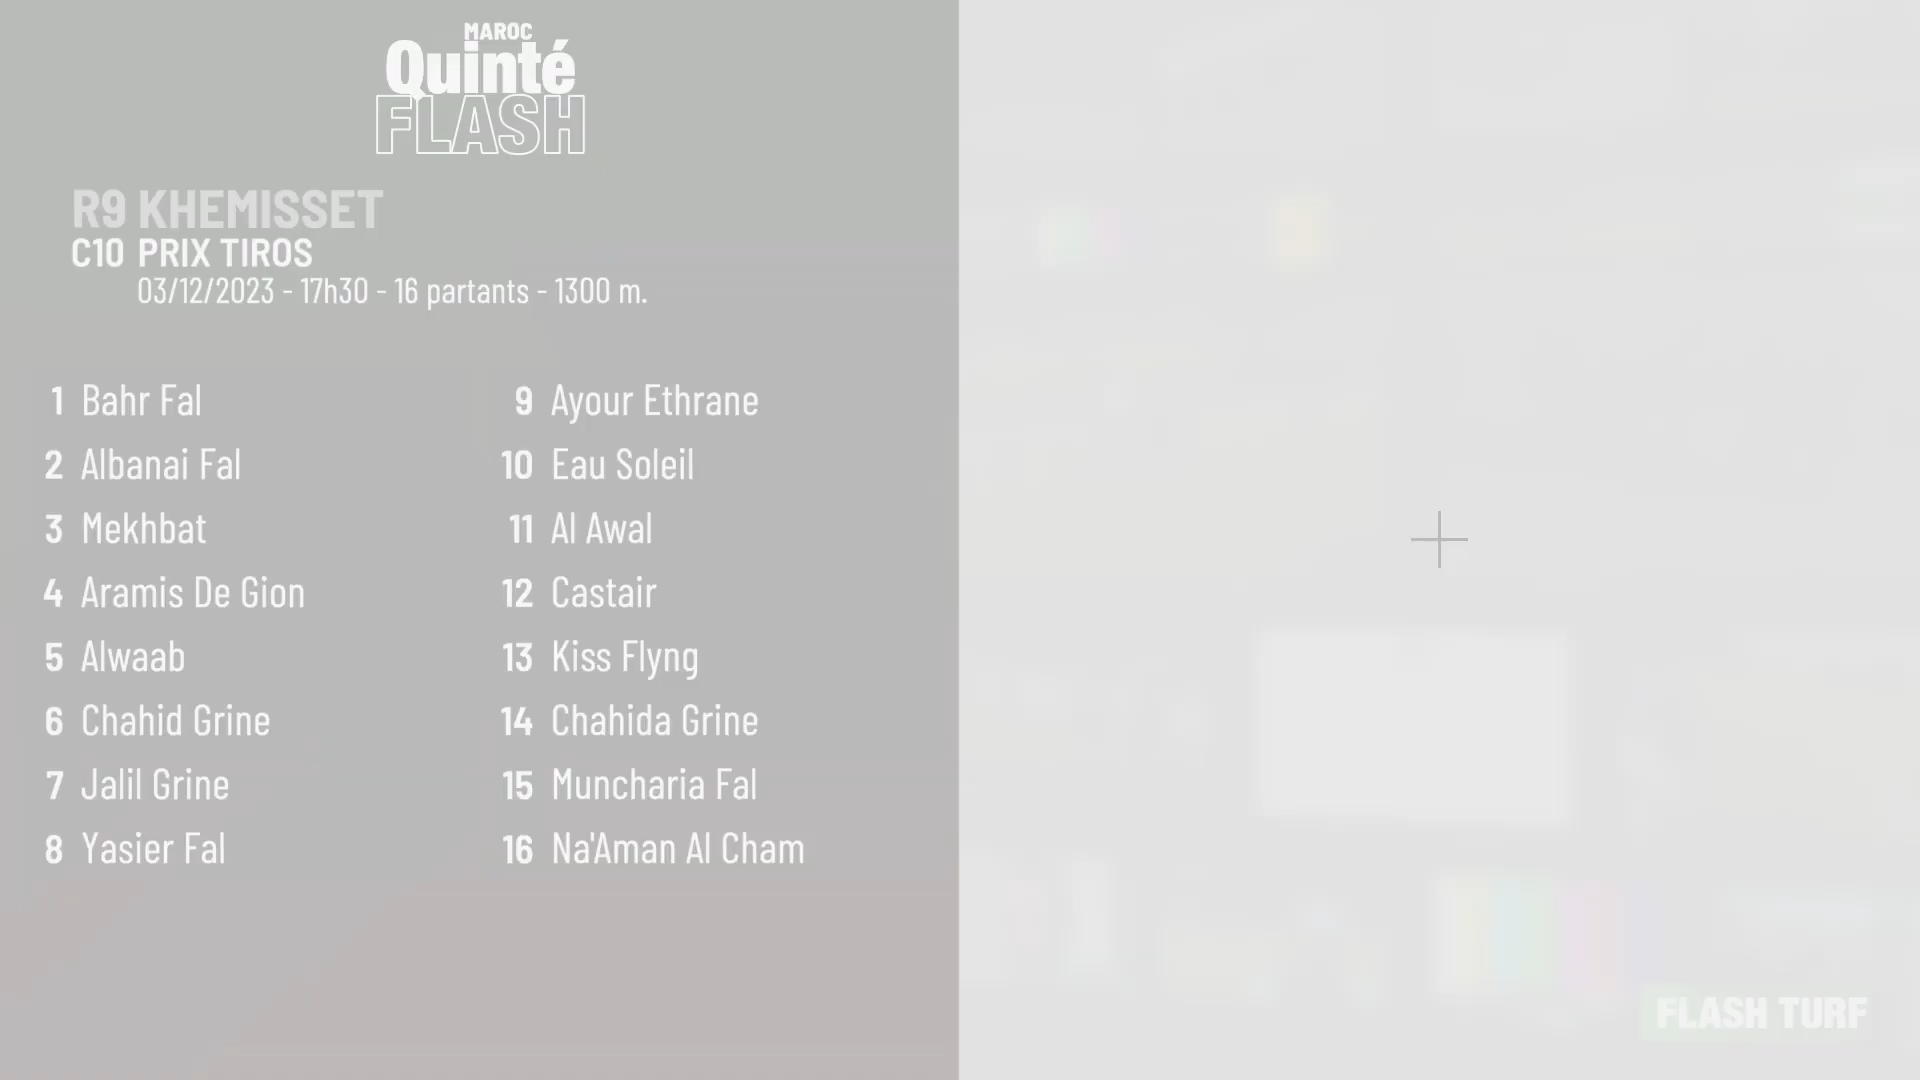 MAROC
Quinté
FLASH
R9 KHEMISSET
C10 PRIX TIROS
03/12/2023 - 17h30 - 16 partants - 1300 m.
1 Bahr Fal
2 Albanai Fal
3 Mekhbat
4 Aramis De Gion
5 Alwaab
6 Chahid Grine
7 Jalil Grine
8 Yasier Fal
9 Ayour Ethrane
10 Eau Soleil
11 Al Awal
12 Castair
13 Kiss Flyng
14 Chahida Grine
15 Muncharia Fal
16 Na'Aman Al Cham
FLASH TURF